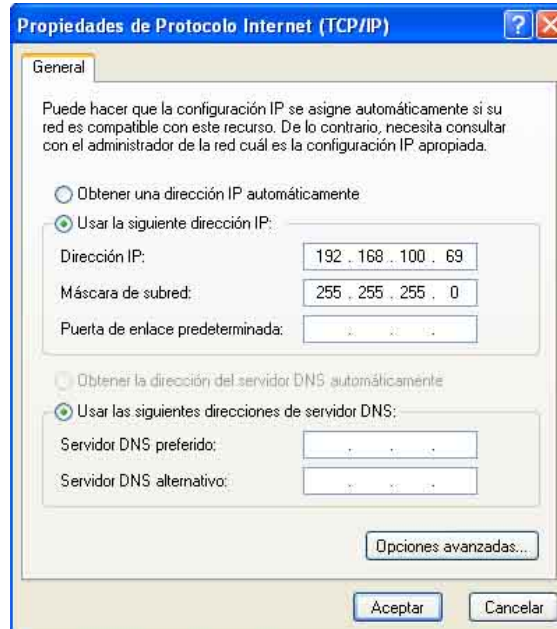 Propiedades de Protocolo Internet (TCP/IP)
General
Puede hacer que la configuración IP se asigne automáticamente si su
red es compatible con este recurso. De lo contrario, necesita consultar
con el administrador de la red cuál es la configuración IP apropiada.
Obtener una dirección IP automáticamente
Usar la siguiente dirección IP:
Dirección IP: 192 . 168 . 100 . 69
Máscara de subred: 255 . 255 . 255 . 0
Puerta de enlace predeterminada: . . .
Obtener la dirección del servidor DNS automáticamente
Usar las siguientes direcciones de servidor DNS:
Servidor DNS preferido: . . .
Servidor DNS alternativo: . . .
Opciones avanzadas...
Aceptar Cancelar